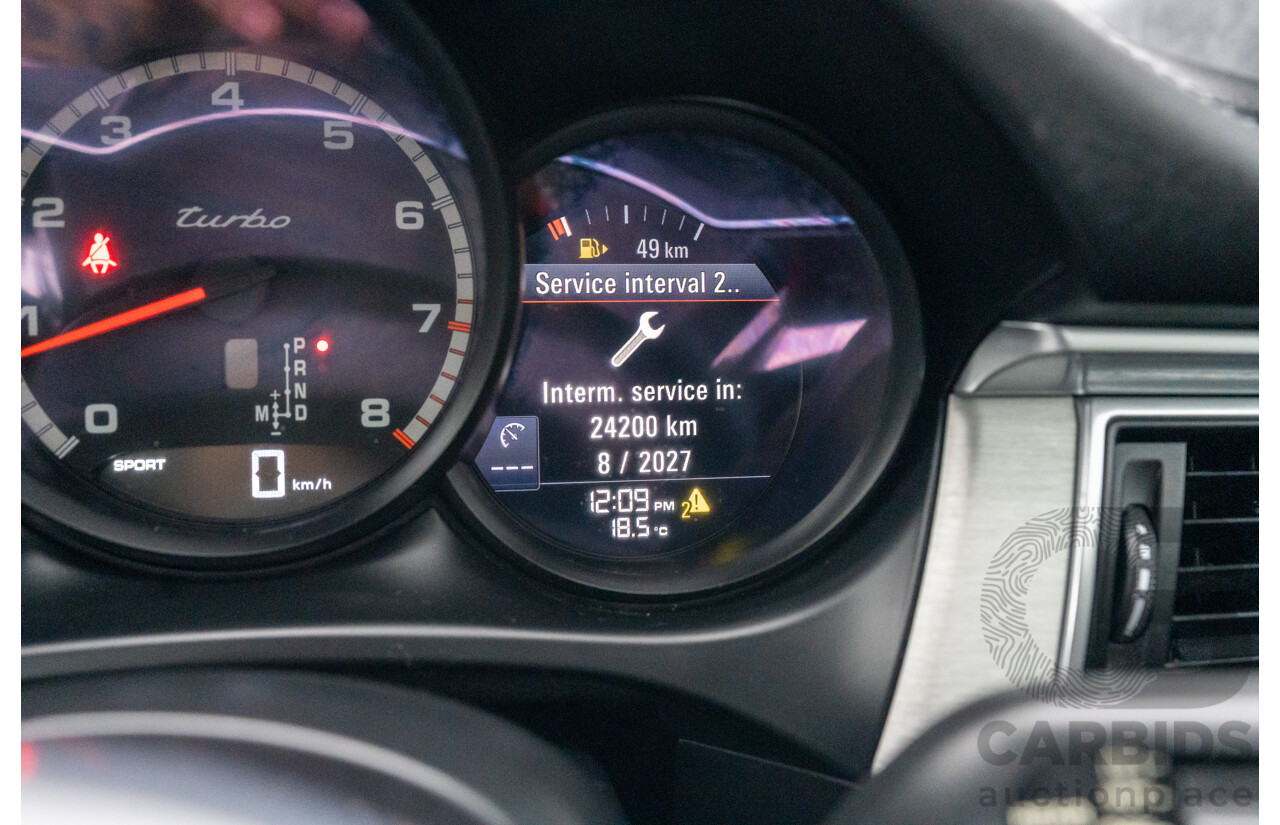 4
3
5
2
turbo
6
1
7
P
R
N
+
M D
-
0
8
SPORT
0 km/h
49 km
Service interval 2..
Interm. service in:
24200 km
8 / 2027
---
12:09 PM 2
18.5 °C
CARBIDS
auctionplace